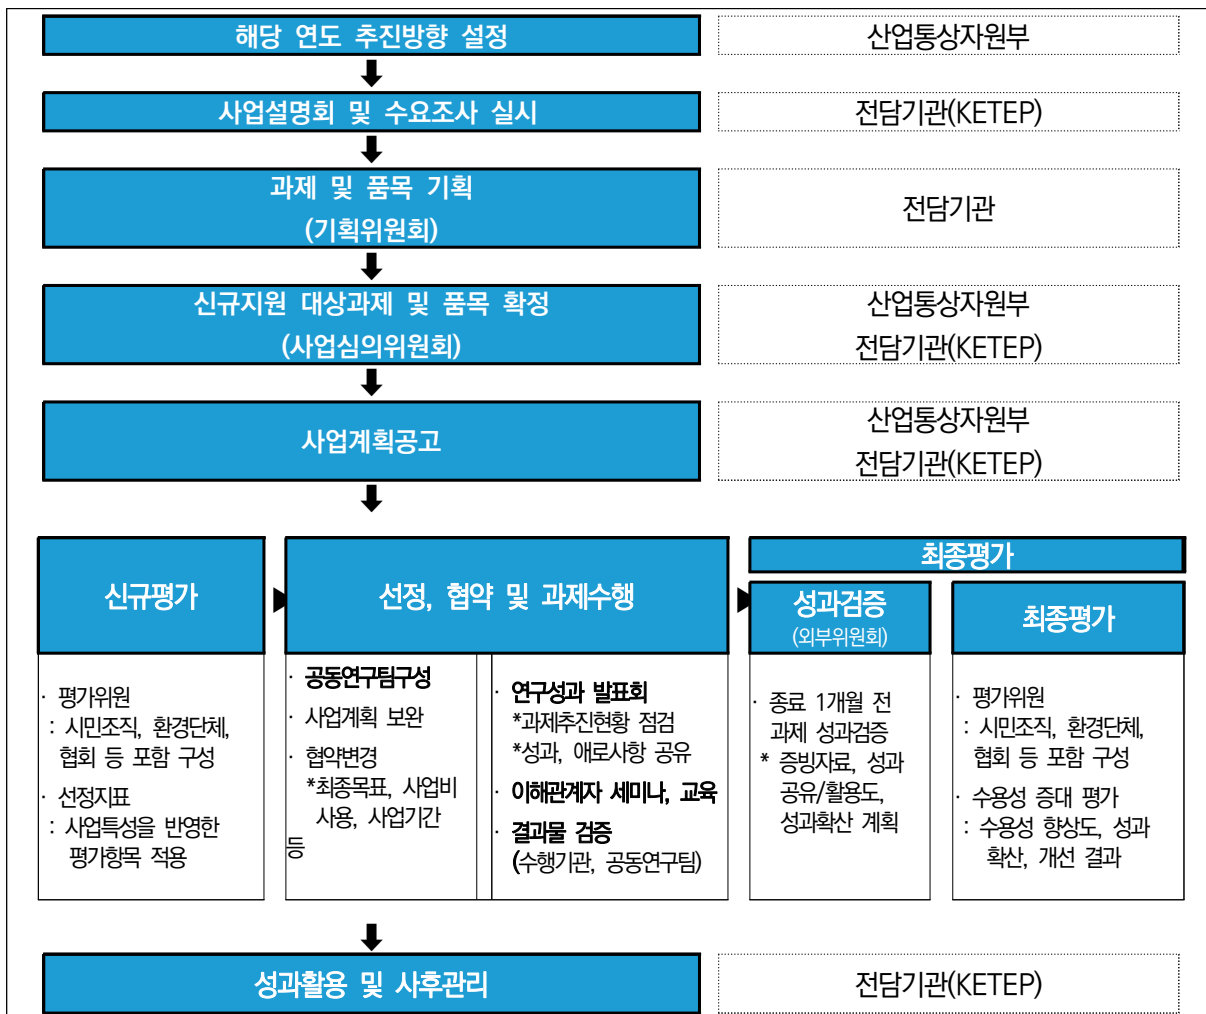 해당 연도 추진방향 설정
산업통상자원부
사업설명회 및 수요조사 실시
전담기관(KETEP)
과제 및 품목 기획
(기획위원회)
전담기관
신규지원 대상과제 및 품목 확정
(사업심의위원회)
산업통상자원부
전담기관(KETEP)
사업계획공고
산업통상자원부
전담기관(KETEP)
신규평가
· 평가위원
: 시민조직, 환경단체,
협회 등 포함 구성
· 선정지표
: 사업특성을 반영한
평가항목 적용
선정, 협약 및 과제수행
· 공동연구팀구성
· 사업계획 보완
· 협약변경
*최종목표, 사업비
사용, 사업기간
등
· 연구성과 발표회
*과제추진현황 점검
*성과, 애로사항 공유
· 이해관계자 세미나, 교육
· 결과물 검증
(수행기관, 공동연구팀)
최종평가
성과검증
(외부위원회)
· 종료 1개월 전
과제 성과검증
* 증빙자료, 성과
공유/활용도,
성과확산 계획
최종평가
· 평가위원
: 시민조직, 환경단체,
협회 등 포함 구성
· 수용성 증대 평가
: 수용성 향상도, 성과
확산, 개선 결과
성과활용 및 사후관리
전담기관(KETEP)